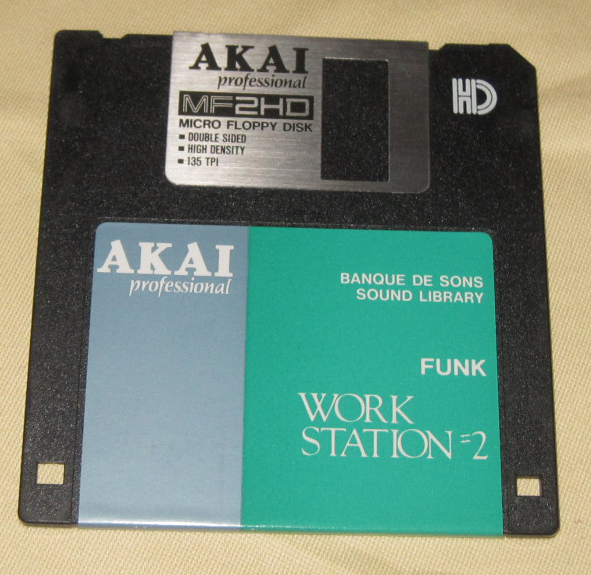 AKAI
professional
MF2HD
MICRO FLOPPY DISK
▪ DOUBLE SIDED
▪ HIGH DENSITY
▪ 135 TPI
HD
AKAI
professional
BANQUE DE SONS
SOUND LIBRARY
FUNK
WORK
STATION =2